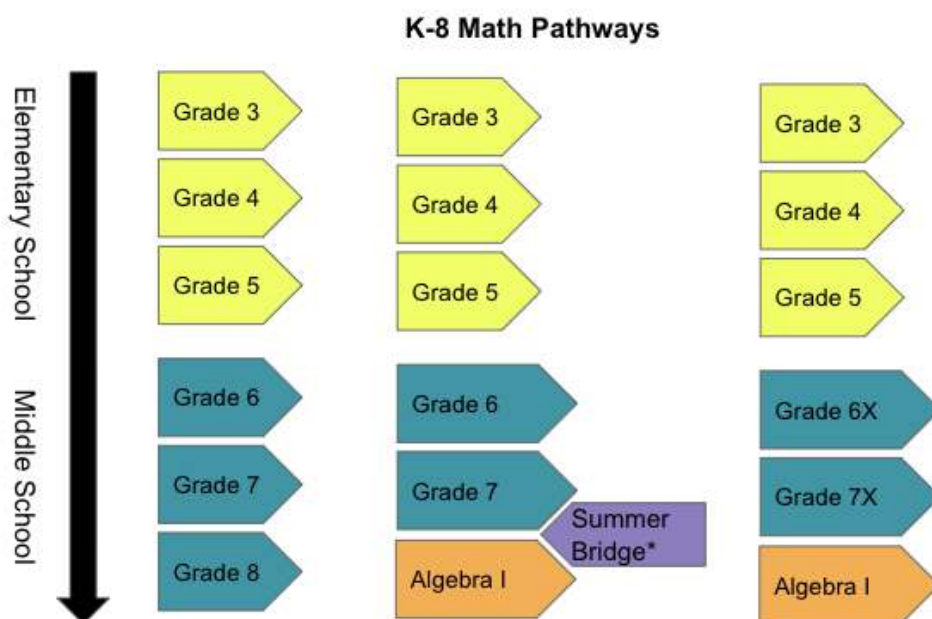 K-8 Math Pathways
Elementary School
Middle School
Grade 3
Grade 4
Grade 5
Grade 6
Grade 7
Grade 8
Grade 3
Grade 4
Grade 5
Grade 6
Grade 7
Summer
Bridge*
Algebra I
Grade 3
Grade 4
Grade 5
Grade 6X
Grade 7X
Algebra I